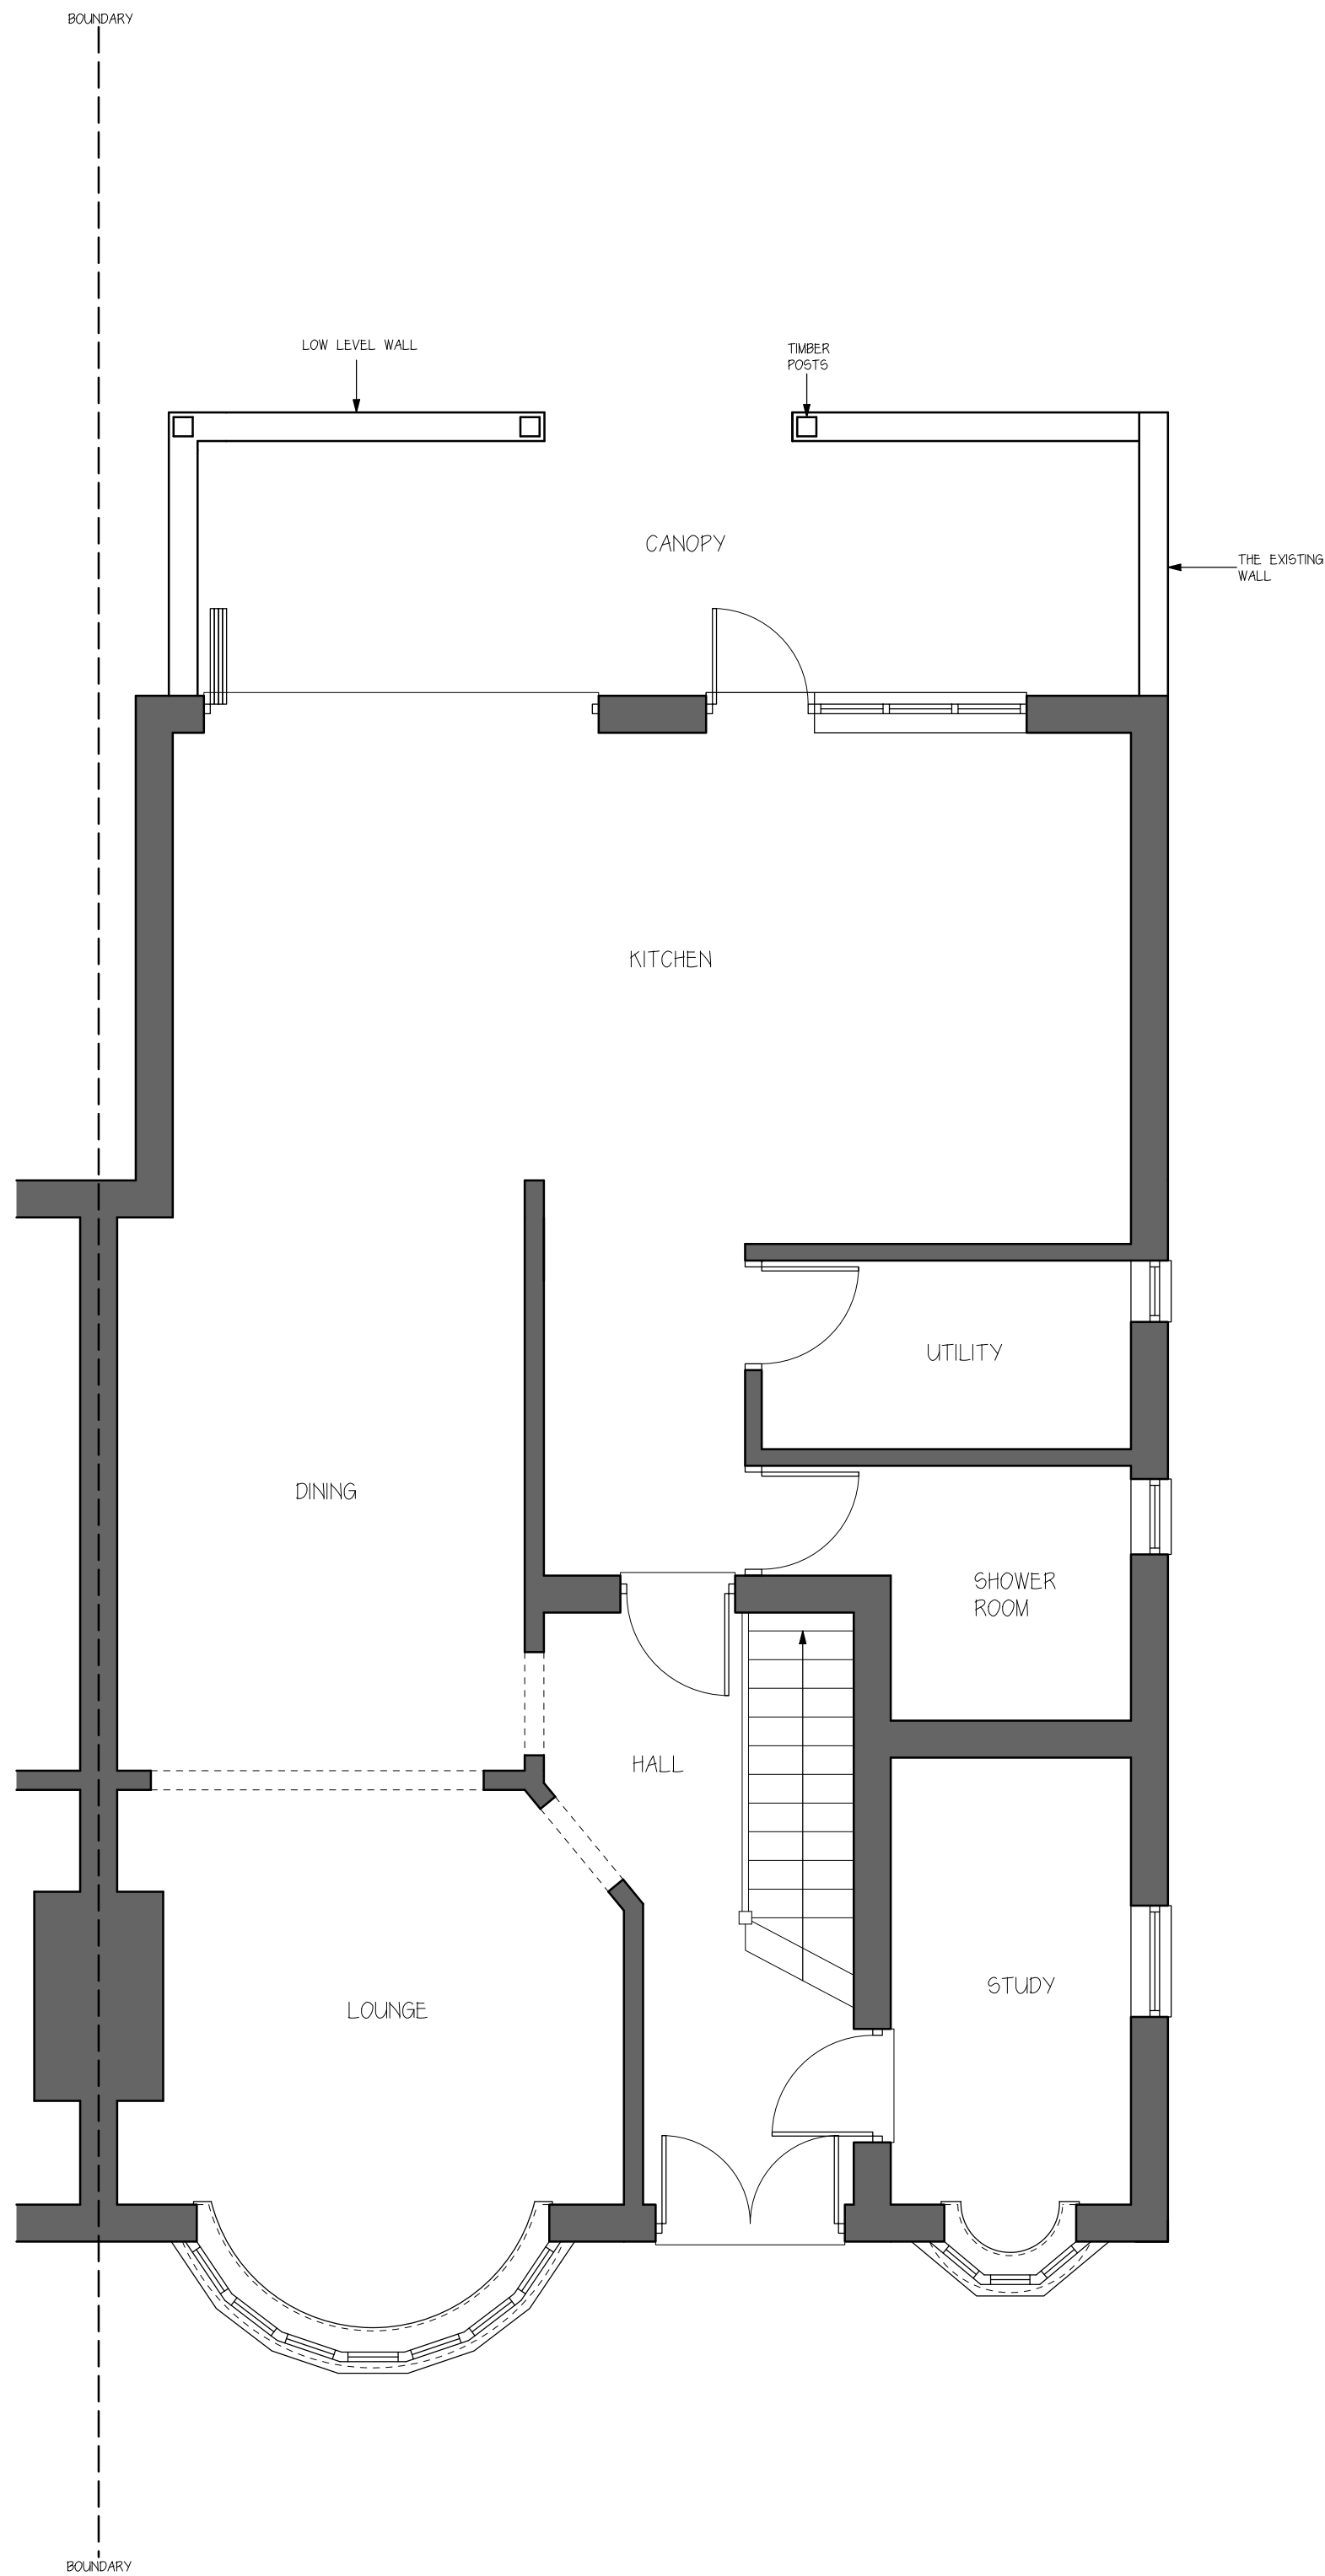 BOUNDARY
LOW LEVEL WALL
TIMBER
POSTS
CANOPY
THE EXISTING
WALL
KITCHEN
UTILITY
DINING
SHOWER
ROOM
HALL
STUDY
LOUNGE
BOUNDARY